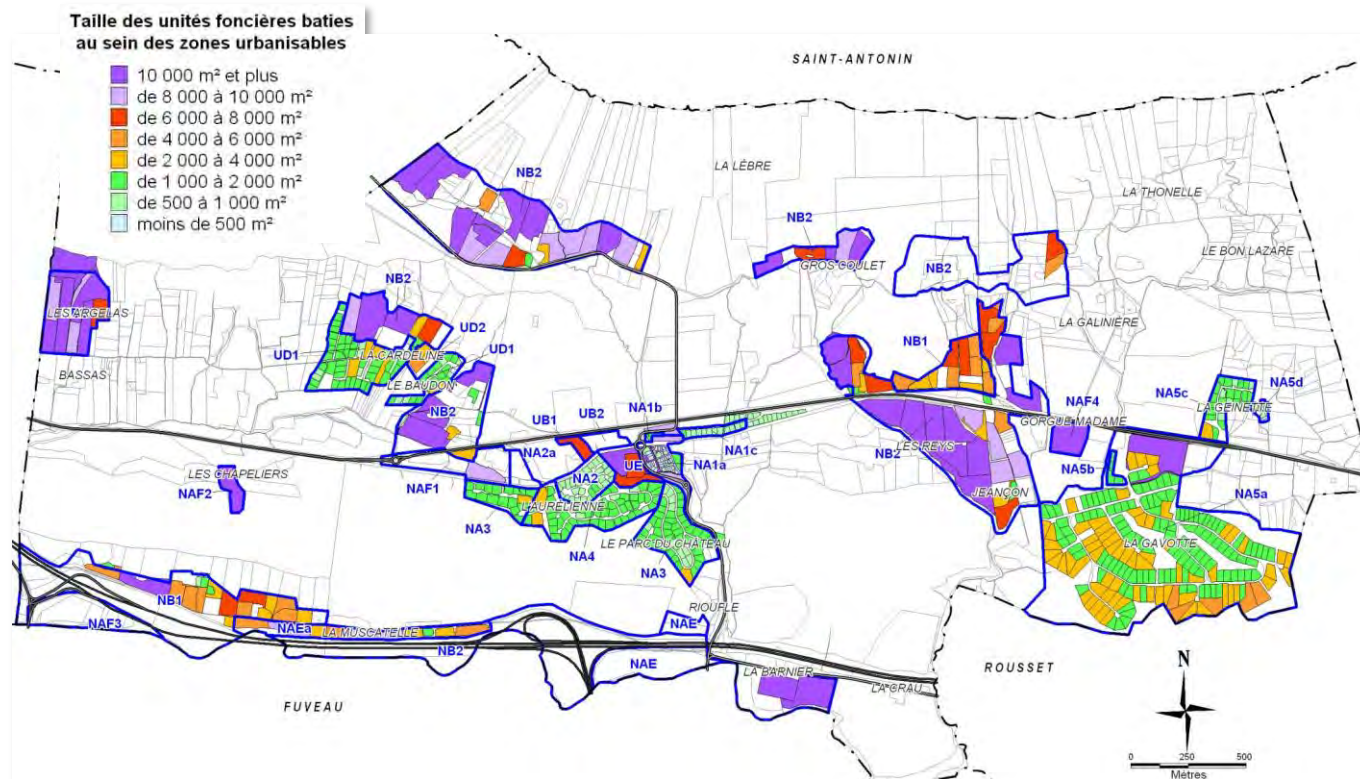 Taille des unités foncières baties
au sein des zones urbanisables
10 000 m² et plus
de 8 000 à 10 000 m²
de 6 000 à 8 000 m²
de 4 000 à 6 000 m²
de 2 000 à 4 000 m²
de 1 000 à 2 000 m²
de 500 à 1 000 m²
moins de 500 m²
SAINT-ANTONIN
NB2
LA LÈBRE
LA THONELLE
NB2
LE BON LAZARE
GROS COULET
NB2
NB2
LES ARGELAS
UD2
LA GALINIÈRE
UD1
UD1
NB1
LA CARDELINE
BASSAS
LE BAUDON
NA5c
NA5d
NAF4
LA GEINETTE
UB1
UB2
NA1b
NB2
GORGUE MADAME
NA2a
NA1c
LES REYS
NB2
UE
NA1a
NA5b
LES CHAPELIERS
NA2
NAF2
NAF1
JEANÇON
NA5a
L'AURÉLIENNE
NA3
LE PARC DU CHÂTEAU
LA GAVOTTE
NA4
NA3
NB1
RIOUFLE
NAF3
NAEa
LA MUSCATELLE
NAE
NB2
NAE
LA BARNIER
ROUSSET
N
LA CRAU
FUVEAU
0 250 500
Mètres